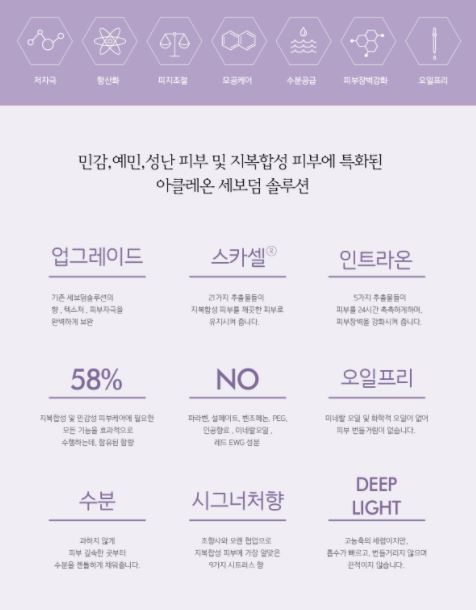 저자극 항산화 피지조절 모공케어 수분공급 피부장벽강화 오일프리
민감,예민,성난 피부 및 지복합성 피부에 특화된
아클레온 세보덤 솔루션
업그레이드
기존 세보덤솔루션의
향 , 텍스쳐 , 피부자극을
완벽하게 보완
스카셀®
21가지 추출물들이
지복합성 피부를 깨끗한 피부로
유지시켜 줍니다.
인트라온
5가지 추출물들이
피부를 24시간 촉촉하게하며,
피부장벽을 강화시켜 줍니다.
58%
지복합성 및 민감성 피부케어에 필요한
모든 기능을 효과적으로
수행하는데, 함유된 함량
NO
파라벤, 설페이트, 벤조페논, PEG,
인공향료 , 미네랄오일 ,
레드 EWG 성분
오일프리
미네랄 오일 및 화학적 오일이 없어
피부 번들거림이 없습니다.
수분
과하지 않게
피부 깊숙한 곳부터
수분을 젠틀하게 채워줍니다.
시그너처향
조향사와 오랜 협업으로
지복합성 피부에 가장 알맞은
9가지 시트러스 향
DEEP
LIGHT
고농축의 세럼이지만,
흡수가 빠르고, 번들거리지 않으며
끈적이지 않습니다.